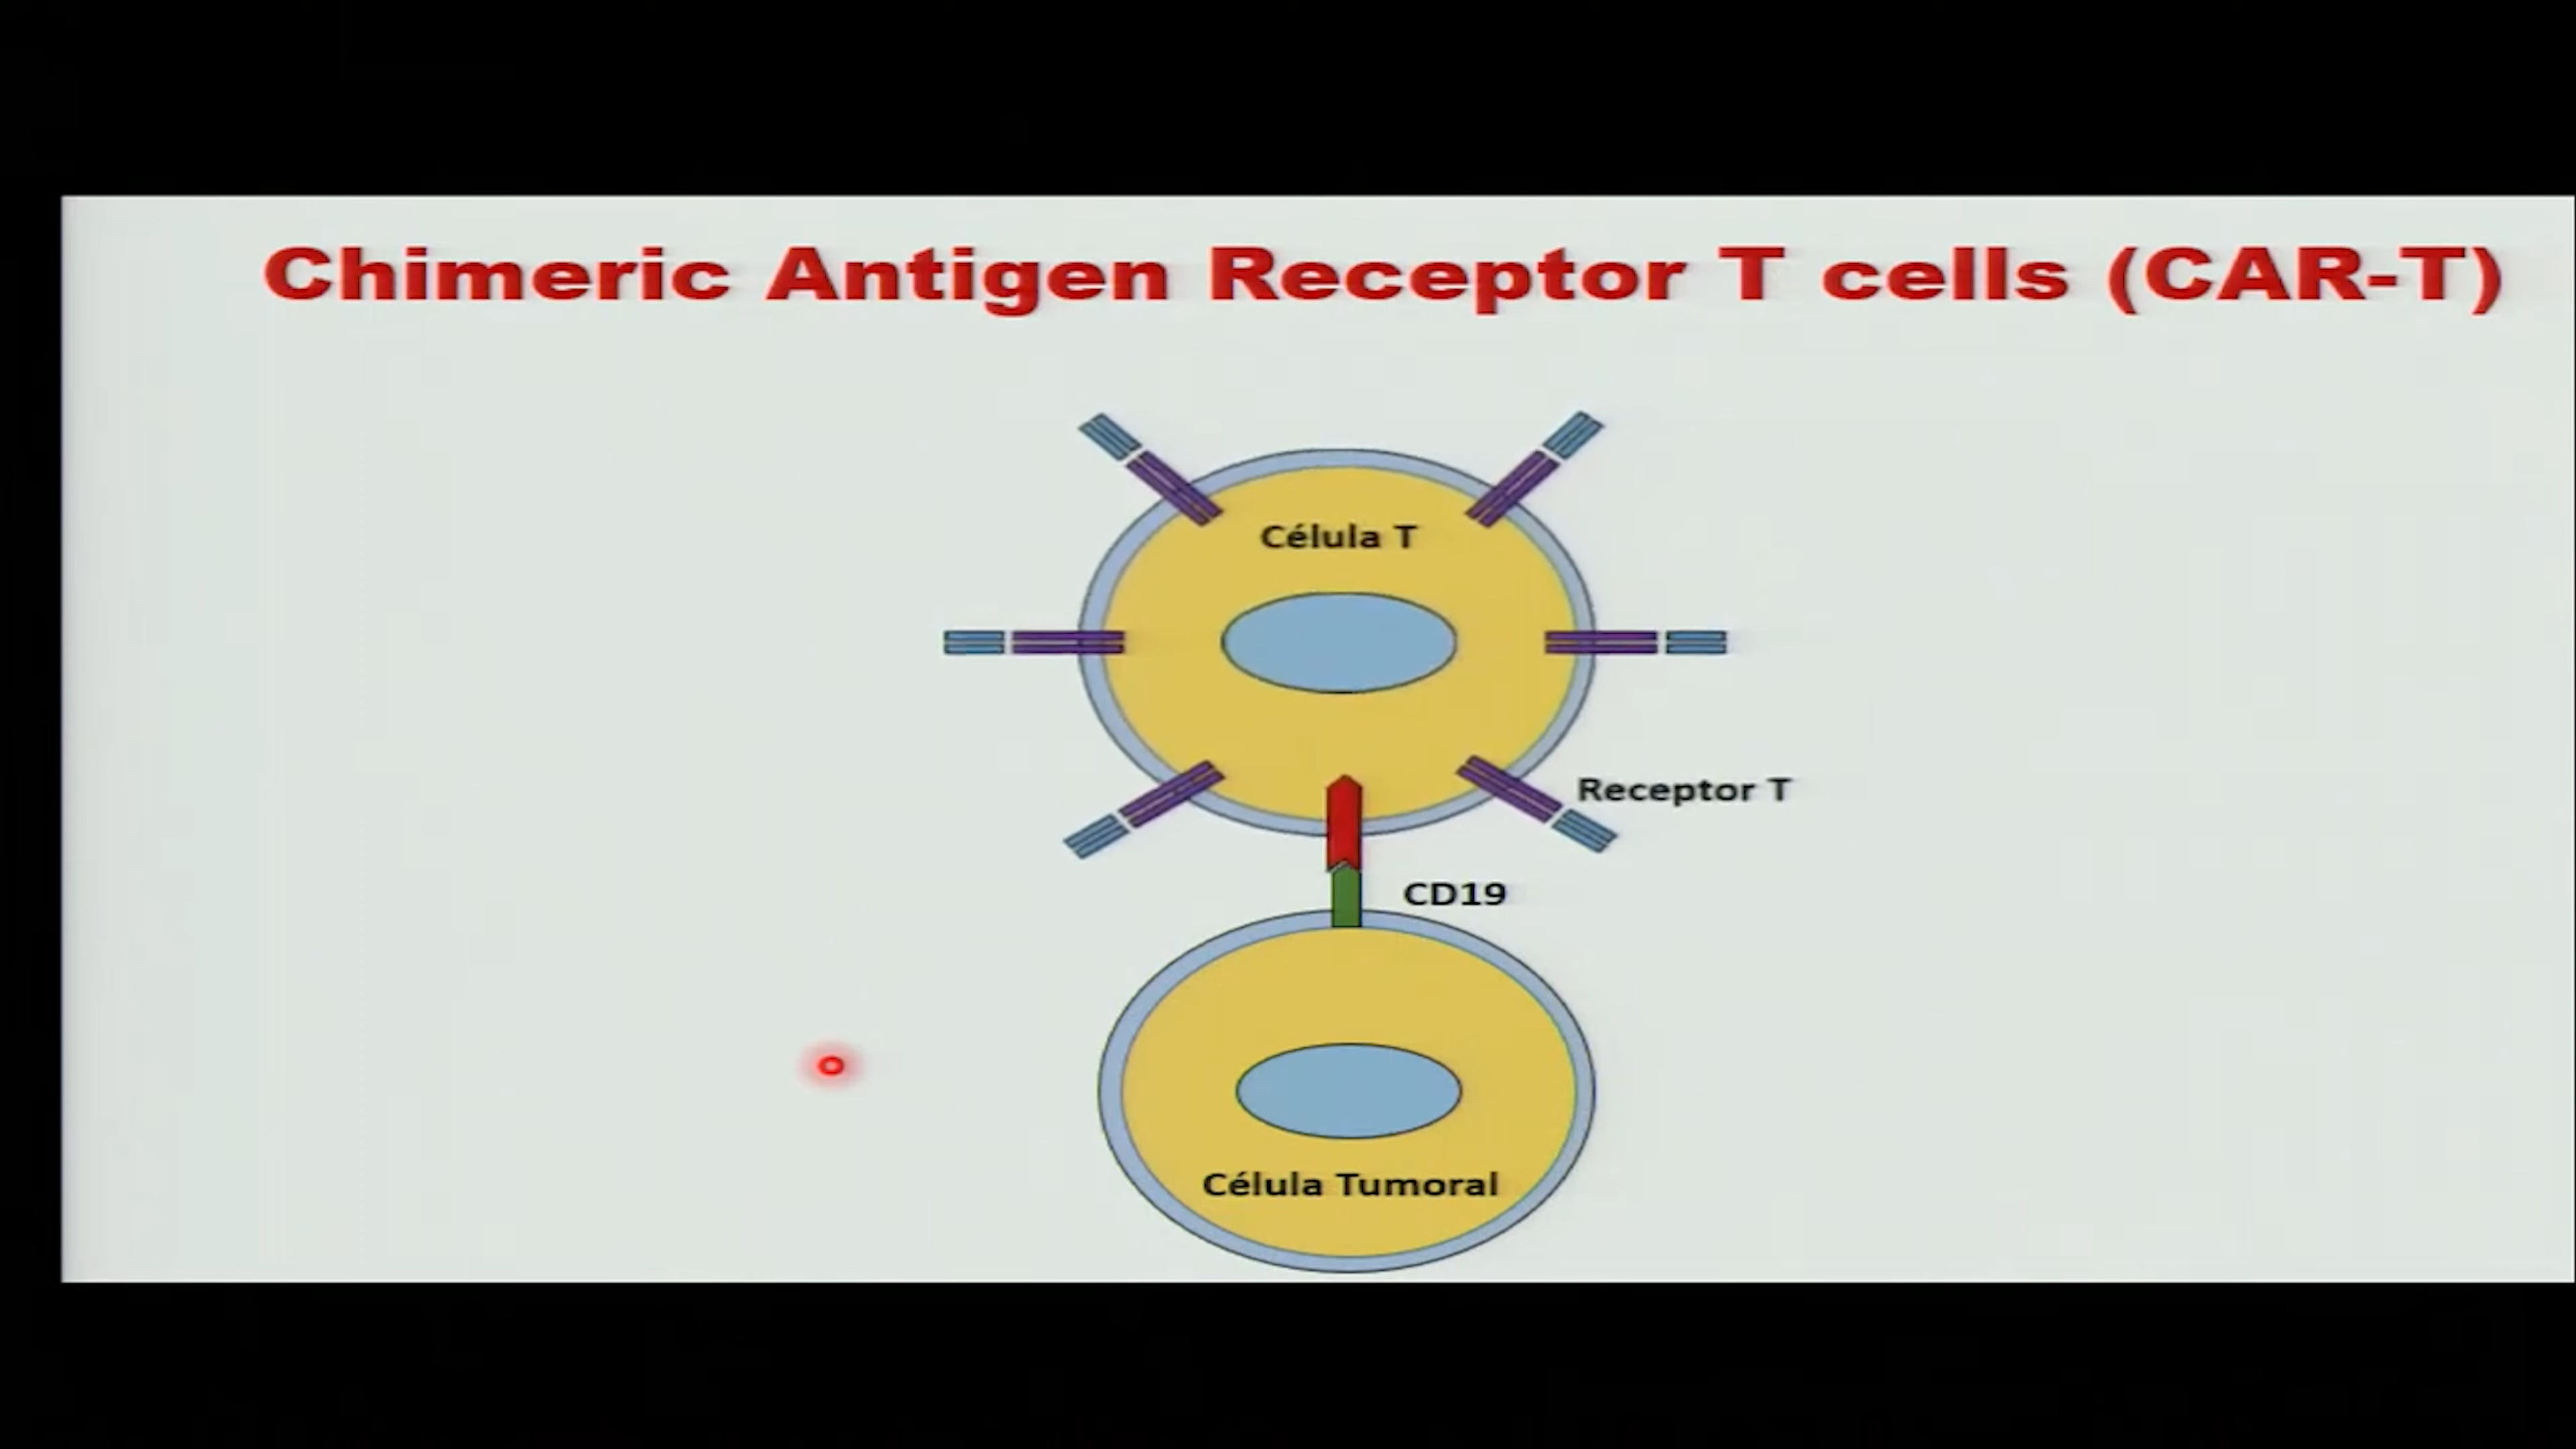 Chimeric Antigen Receptor T cells (CAR-T)
Célula T
Receptor T
CD19
Célula Tumoral